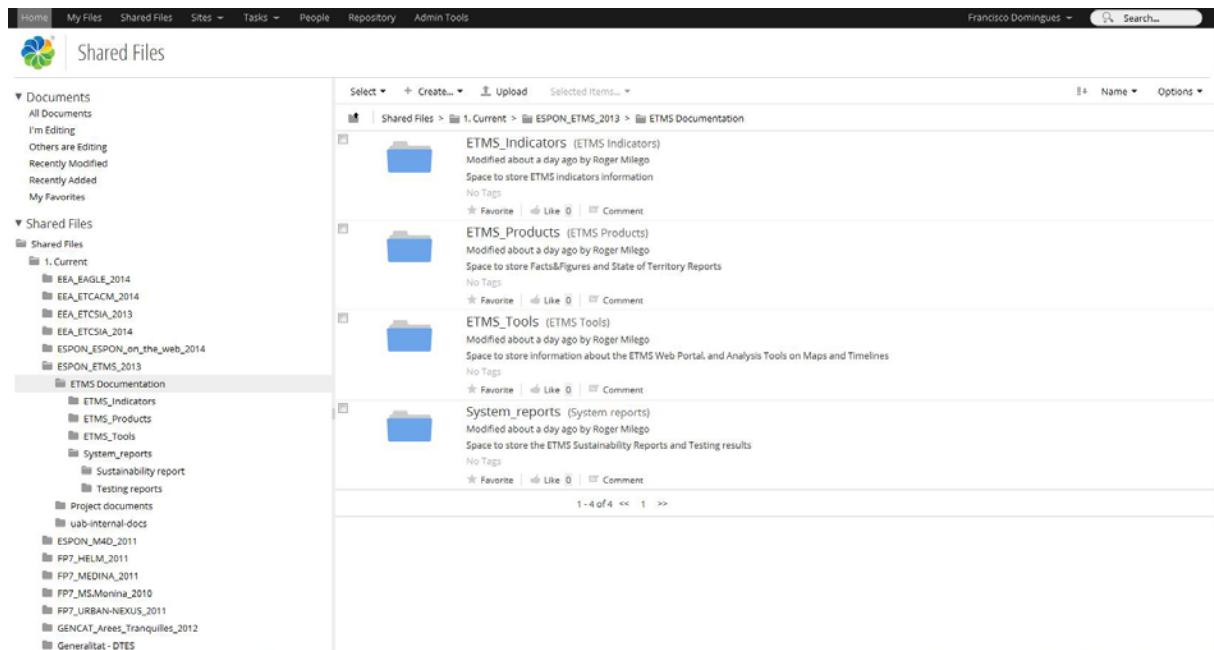 Home My Files Shared Files Sites Tasks People Repository Admin Tools Francisco Domingues Search...
Shared Files
Documents
All Documents
I'm Editing
Others are Editing
Recently Modified
Recently Added
My Favorites
Shared Files
Shared Files
1. Current
EEA_EAGLE_2014
EEA_ETCACM_2014
EEA_ETCSIA_2013
EEA_ETCSIA_2014
ESPON_ESPON_on_the_web_2014
ESPON_ETMS_2013
ETMS Documentation
ETMS_Indicators
ETMS_Products
ETMS_Tools
System_reports
Sustainability report
Testing reports
Project documents
uab-internal-docs
ESPON_M4D_2011
FP7_HELM_2011
FP7_MEDINA_2011
FP7_MS.Monina_2010
FP7_URBAN-NEXUS_2011
GENCAT_Arees_Tranquilles_2012
Generalitat - DTES
Select + Create... Upload Selected Items... Name Options
Shared Files > 1. Current > ESPON_ETMS_2013 > ETMS Documentation
ETMS_Indicators (ETMS Indicators)
Modified about a day ago by Roger Milego
Space to store ETMS indicators information
No Tags
Favorite Like 0 Comment
ETMS_Products (ETMS Products)
Modified about a day ago by Roger Milego
Space to store Facts&Figures and State of Territory Reports
No Tags
Favorite Like 0 Comment
ETMS_Tools (ETMS Tools)
Modified about a day ago by Roger Milego
Space to store information about the ETMS Web Portal, and Analysis Tools on Maps and Timelines
No Tags
Favorite Like 0 Comment
System_reports (System reports)
Modified about a day ago by Roger Milego
Space to store the ETMS Sustainability Reports and Testing results
No Tags
Favorite Like 0 Comment
1 - 4 of 4 << 1 >>